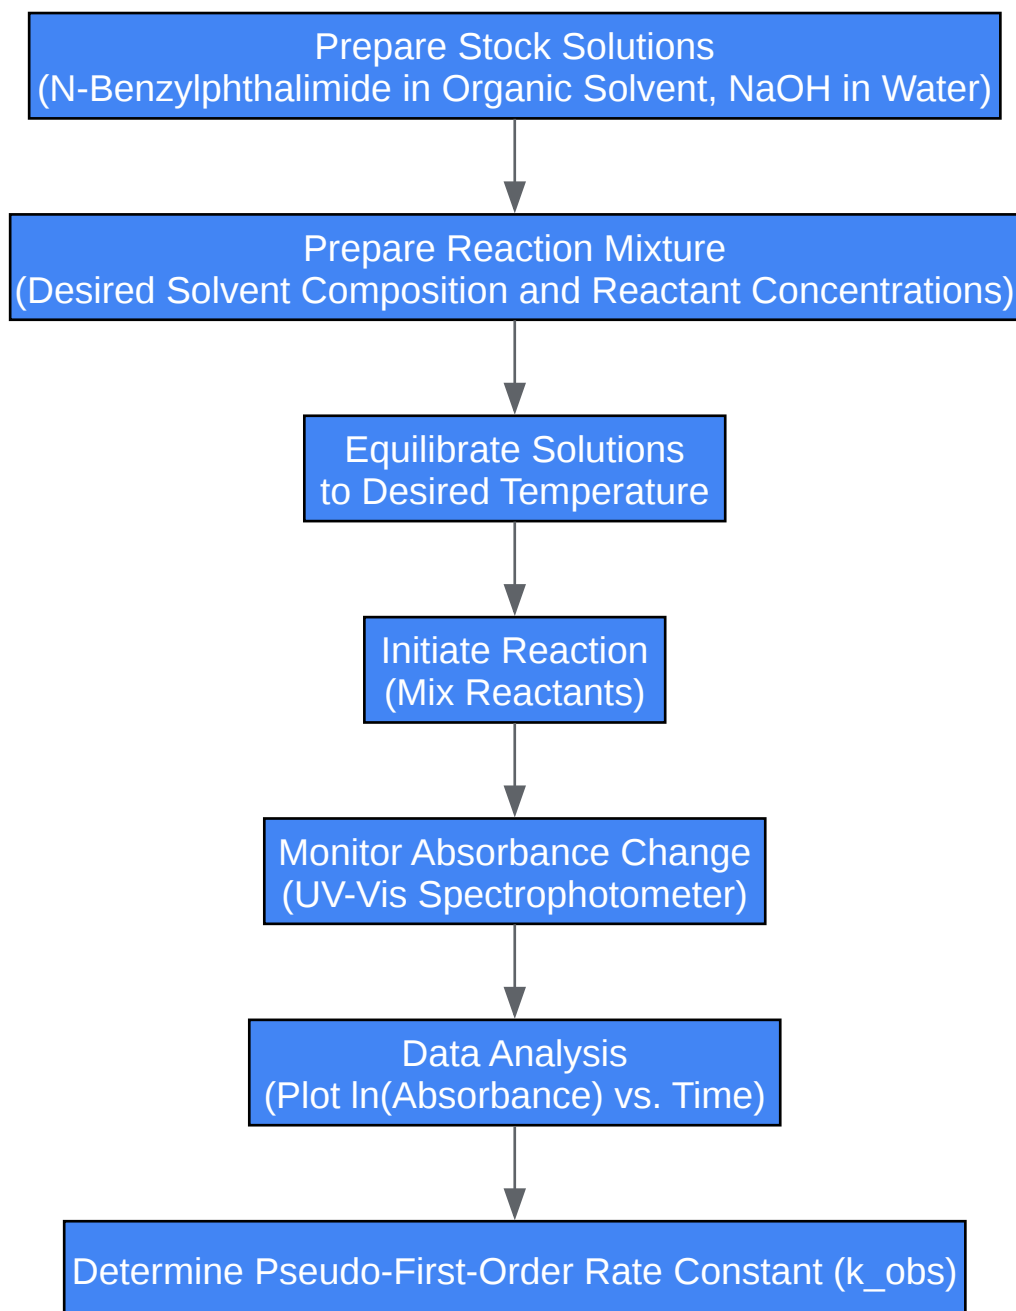 Prepare Stock Solutions
(N-Benzylphthalimide in Organic Solvent, NaOH in Water)
Prepare Reaction Mixture
(Desired Solvent Composition and Reactant Concentrations)
Equilibrate Solutions
to Desired Temperature
Initiate Reaction
(Mix Reactants)
Monitor Absorbance Change
(UV-Vis Spectrophotometer)
Data Analysis
(Plot ln(Absorbance) vs. Time)
Determine Pseudo-First-Order Rate Constant (k_obs)